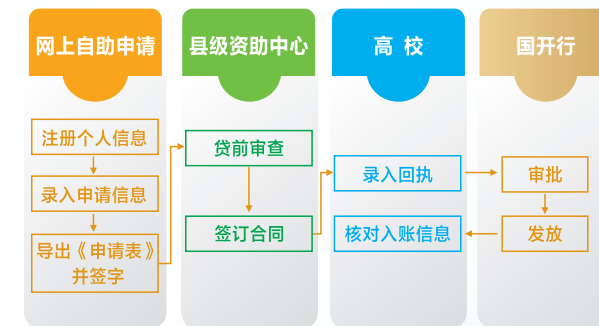 网上自助申请
注册个人信息
录入申请信息
导出《申请表》
并签字
县级资助中心
贷前审查
签订合同
高 校
录入回执
核对入账信息
国开行
审批
发放